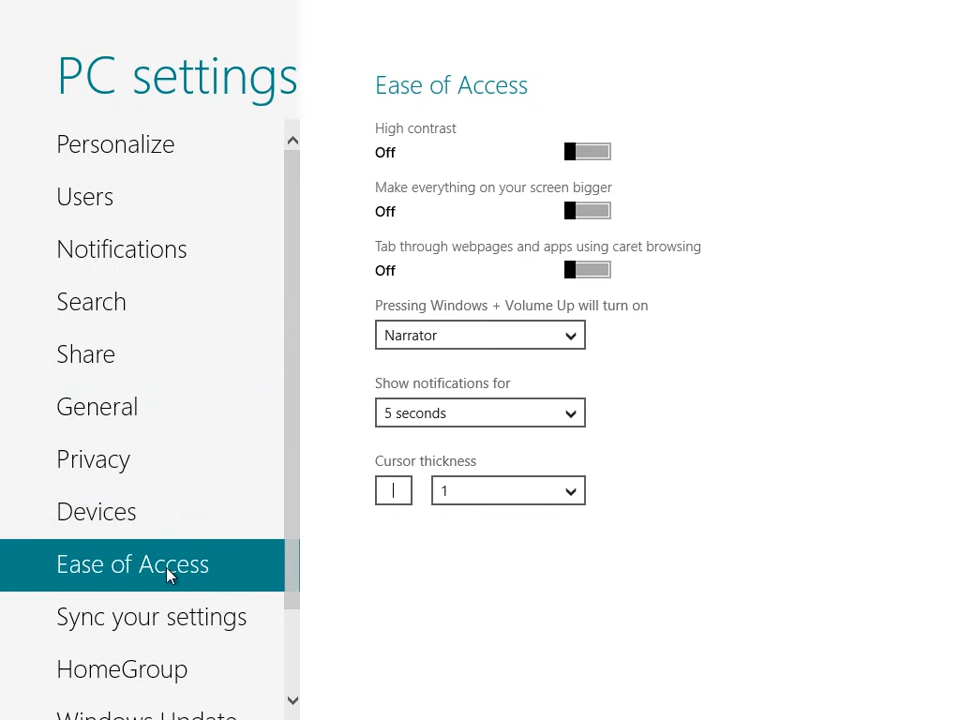 PC settings
Personalize
Users
Notifications
Search
Share
General
Privacy
Devices
Ease of Access
Sync your settings
HomeGroup
Windows Update
Ease of Access
High contrast
Off
Make everything on your screen bigger
Off
Tab through webpages and apps using caret browsing
Off
Pressing Windows + Volume Up will turn on
Narrator
Show notifications for
5 seconds
Cursor thickness
1